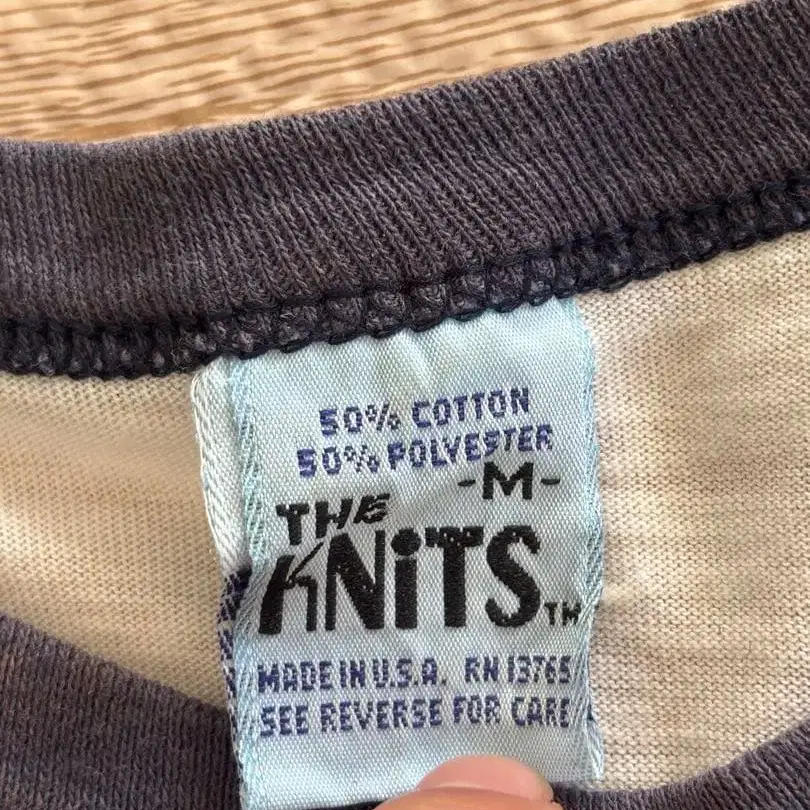 50% COTTON
50% POLYESTER
-M-
THE
KNiTS TM
MADE IN U.S.A. RN 13765
SEE REVERSE FOR CARE